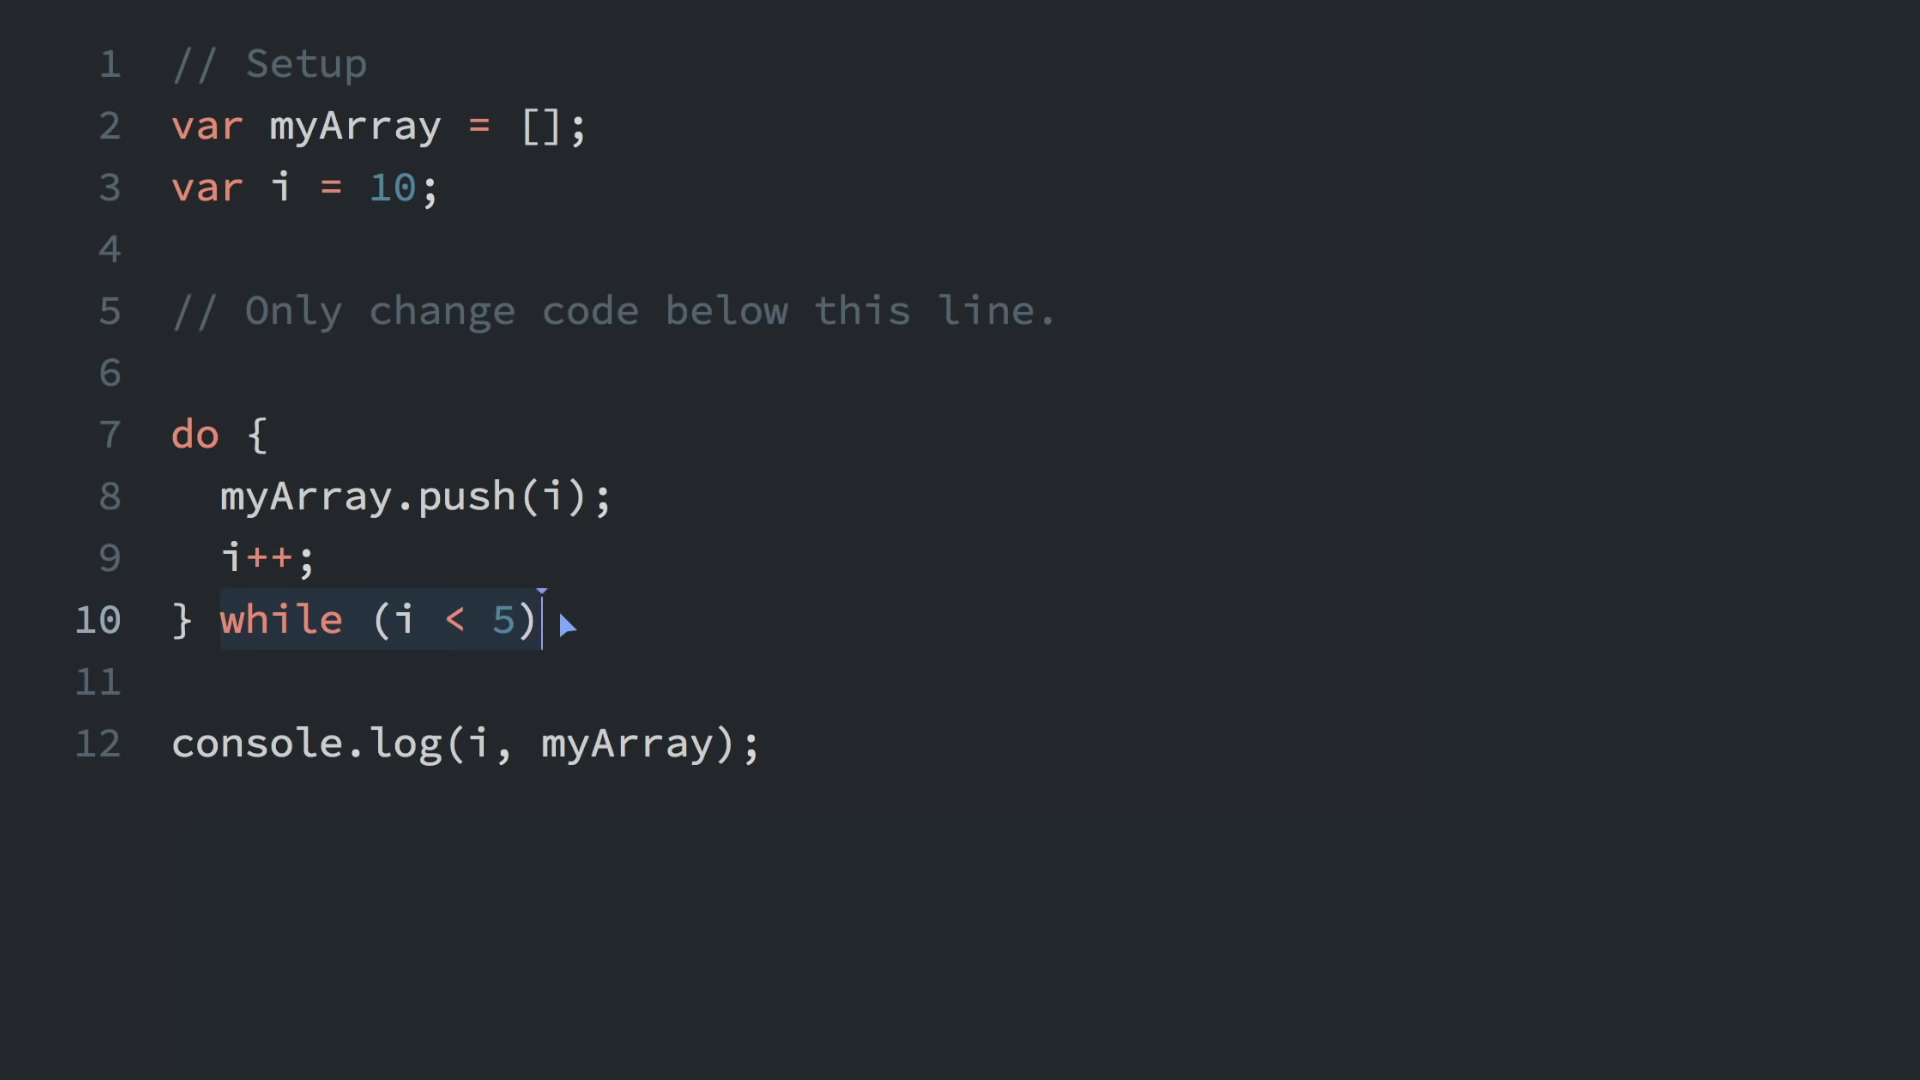 1 // Setup
2 var myArray = [];
3 var i = 10;
4
5 // Only change code below this line.
6
7 do {
8   myArray.push(i);
9   i++;
10 } while (i < 5)
11
12 console.log(i, myArray);